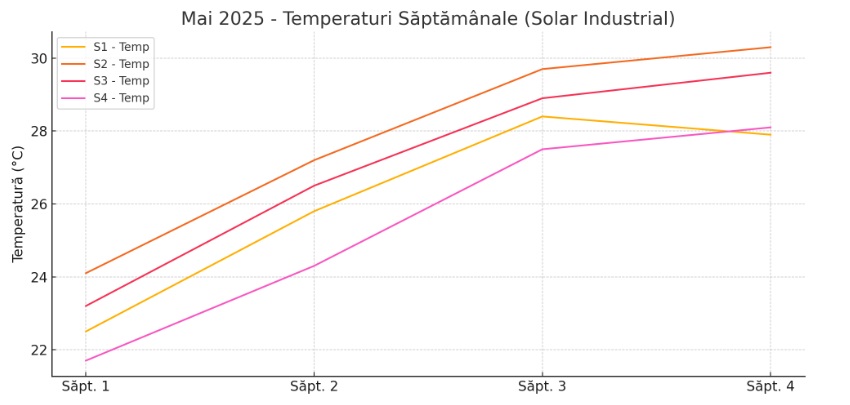 Mai 2025 - Temperaturi Săptămânale (Solar Industrial)
S1 - Temp
S2 - Temp
S3 - Temp
S4 - Temp
Temperatură (°C)
30
28
26
24
22
Săpt. 1
Săpt. 2
Săpt. 3
Săpt. 4